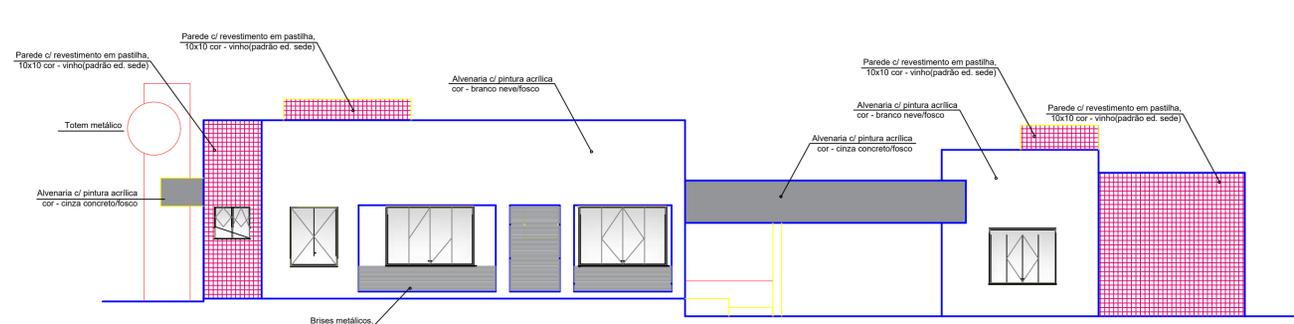 Parede c/ revestimento em pastilha,
10x10 cor - vinho(padrão ed. sede)
Parede c/ revestimento em pastilha,
10x10 cor - vinho(padrão ed. sede)
Alvenaria c/ pintura acrílica
cor - branco neve/fosco
Totem metálico
Alvenaria c/ pintura acrílica
cor - cinza concreto/fosco
Brises metálicos,
Parede c/ revestimento em pastilha,
10x10 cor - vinho(padrão ed. sede)
Alvenaria c/ pintura acrílica
cor - branco neve/fosco
Alvenaria c/ pintura acrílica
cor - cinza concreto/fosco
Parede c/ revestimento em pastilha,
10x10 cor - vinho(padrão ed. sede)